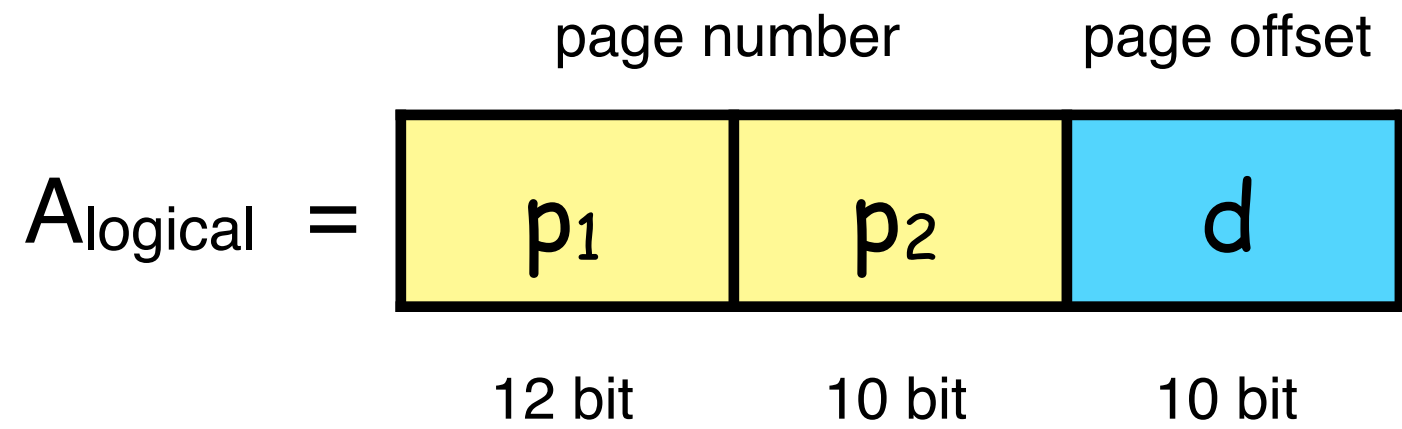 page number page offset
Alogical = p1 p2 d
12 bit 10 bit 10 bit